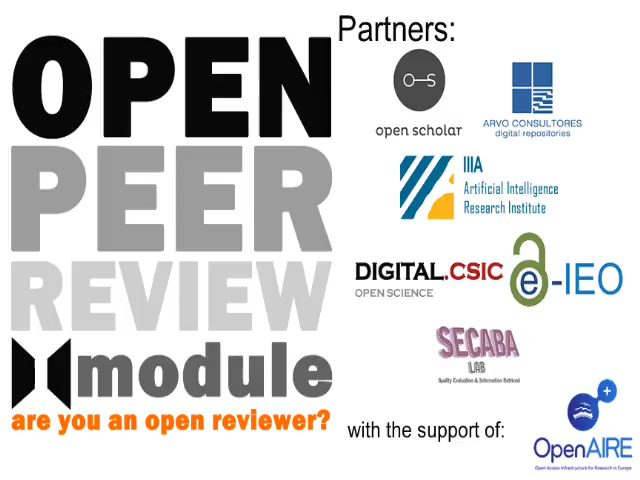 OPEN
PEER
REVIEW
module
are you an open reviewer?
Partners:
o-s
open scholar
ARVO CONSULTORES
digital repositories
IIIA
Artificial Intelligence
Research Institute
DIGITAL.CSIC
OPEN SCIENCE
e-IEO
SECABA
LAB
Quality Evaluation & Information Retrieval
with the support of:
OpenAIRE
Open Access Infrastructure for Research in Europe